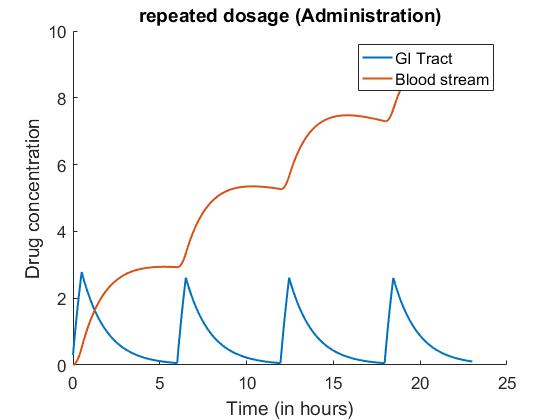 repeated dosage (Administration)
10
8
6
4
2
0
0
5
10
15
20
25
GI Tract
Blood stream
Drug concentration
Time (in hours)